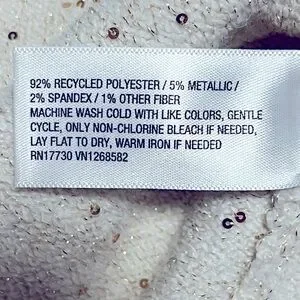 92% RECYCLED POLYESTER / 5% METALLIC /
2% SPANDEX / 1% OTHER FIBER
MACHINE WASH COLD WITH LIKE COLORS, GENTLE
CYCLE, ONLY NON-CHLORINE BLEACH IF NEEDED,
LAY FLAT TO DRY, WARM IRON IF NEEDED
RN17730 VN1268582